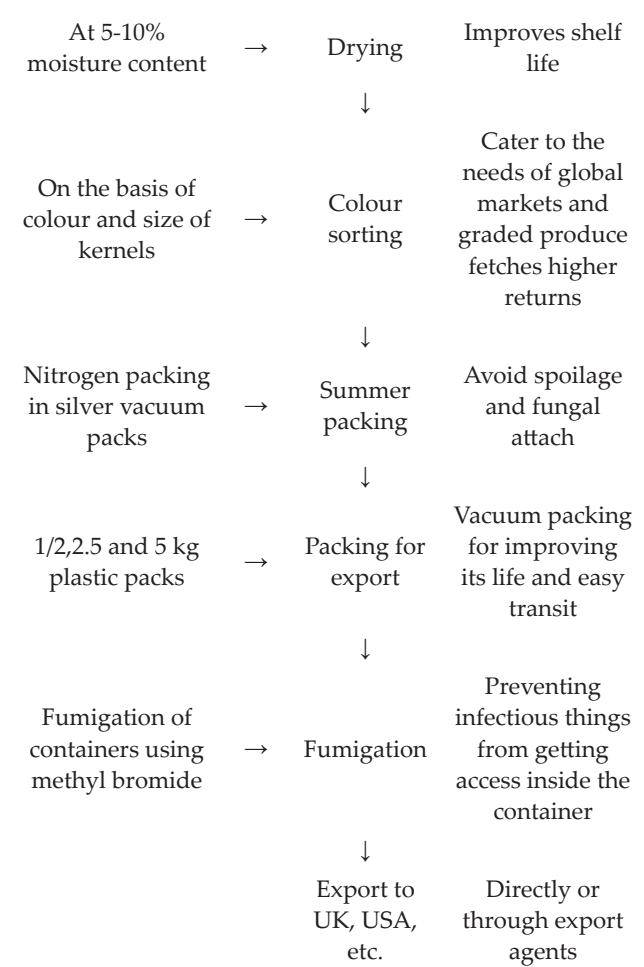 At 5-10%
moisture content
→
Drying
Improves shelf
life
↓
On the basis of
colour and size of
kernels
→
Colour
sorting
Cater to the
needs of global
markets and
graded produce
fetches higher
returns
↓
Nitrogen packing
in silver vacuum
packs
→
Summer
packing
Avoid spoilage
and fungal
attach
↓
1/2,2.5 and 5 kg
plastic packs
→
Packing for
export
Vacuum packing
for improving
its life and easy
transit
↓
Fumigation of
containers using
methyl bromide
→
Fumigation
Preventing
infectious things
from getting
access inside the
container
↓
Export to
UK, USA,
etc.
Directly or
through export
agents